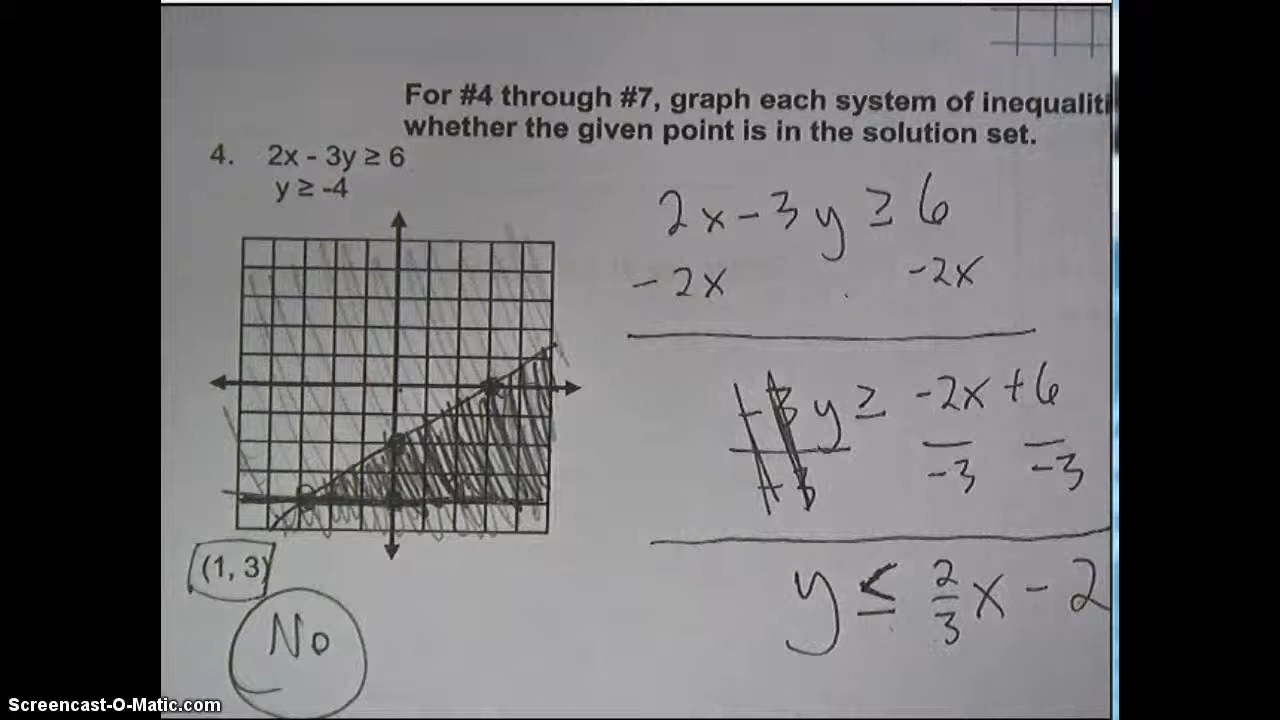 For #4 through #7, graph each system of inequaliti
whether the given point is in the solution set.
4. 2x - 3y ≥ 6
y ≥ -4
2x - 3y ≥ 6
- 2x -2x
-3y ≥ -2x + 6
-3 -3 -3
y ≤ 2/3 x - 2
(1, 3)
No
Screencast-O-Matic.com